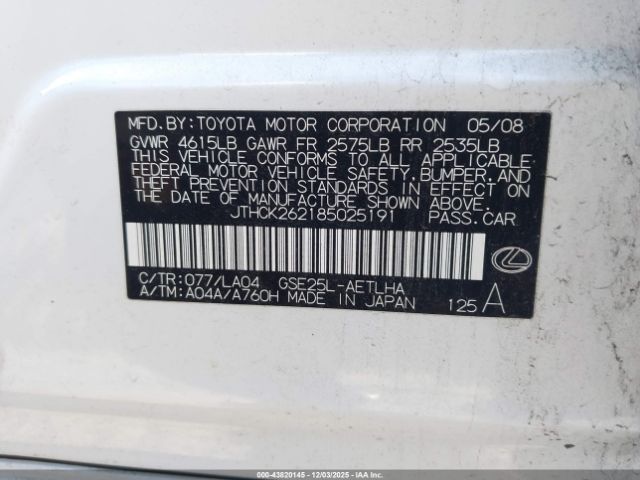 MFD.BY:TOYOTA MOTOR CORPORATION 05/08
GVWR 4615LB GAWR FR 2575LB RR 2535LB
THIS VEHICLE CONFORMS TO ALL APPLICABLE
FEDERAL MOTOR VEHICLE SAFETY,BUMPER,AND
THEFT PREVENTION STANDARDS IN EFFECT ON
THE DATE OF MANUFACTURE SHOWN ABOVE.
JTHCK262185025191 PASS.CAR
C/TR:077/LA04 GSE25L-AETLHA
A/TM:A04A/A760H MADE IN JAPAN 125 A
000-43820145 - 12/03/2025 - IAAI.COM